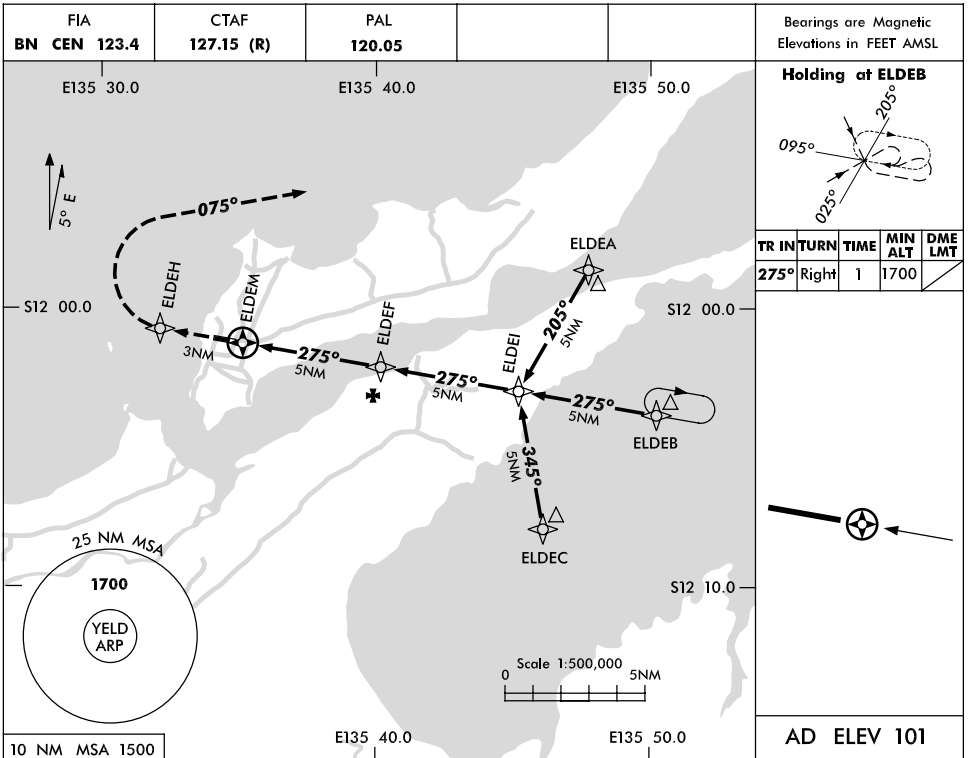 FIA
BN CEN 123.4
CTAF
127.15 (R)
PAL
120.05
Bearings are Magnetic
Elevations in FEET AMSL
E135 30.0
E135 40.0
E135 50.0
Holding at ELDEB
205°
095°
025°
5° E
075°
TR IN
TURN
TIME
MIN ALT
DME LMT
275°
Right
1
1700
ELDEA
ELDEH
ELDEM
ELDEF
ELDEI
S12 00.0
S12 00.0
205°
5NM
3NM
275°
5NM
275°
5NM
275°
5NM
ELDEB
345°
5NM
ELDEC
25 NM MSA
1700
YELD
ARP
S12 10.0
Scale 1:500,000
0
5NM
E135 40.0
E135 50.0
10 NM MSA 1500
AD ELEV 101